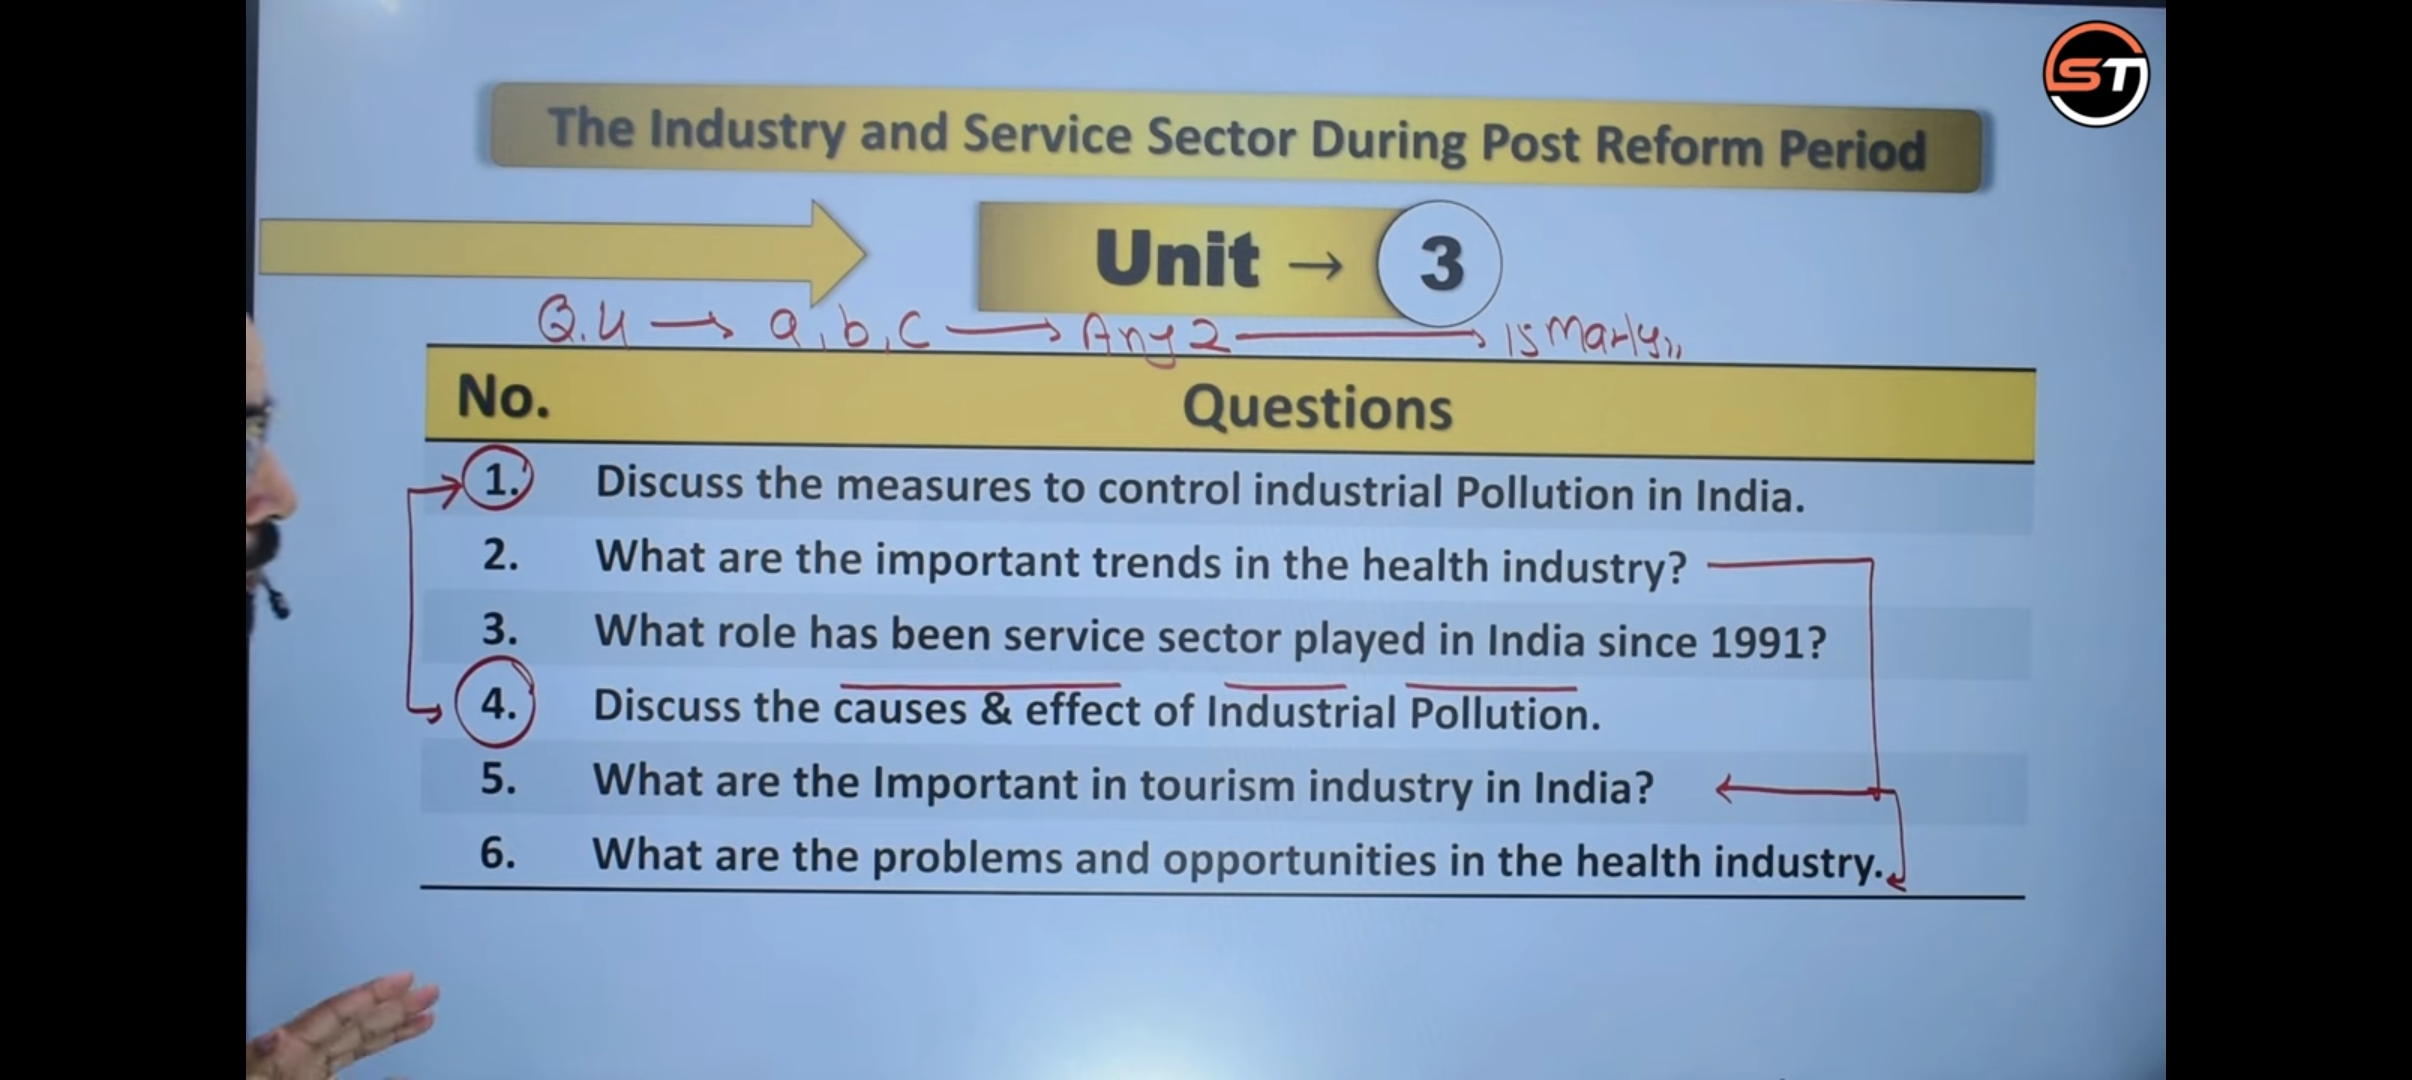 ST
The Industry and Service Sector During Post Reform Period
Unit → 3
Q.4 → a, b, c → Any 2 → 15 Marks
No. Questions
1. Discuss the measures to control industrial Pollution in India.
2. What are the important trends in the health industry?
3. What role has been service sector played in India since 1991?
4. Discuss the causes & effect of Industrial Pollution.
5. What are the Important in tourism industry in India?
6. What are the problems and opportunities in the health industry.